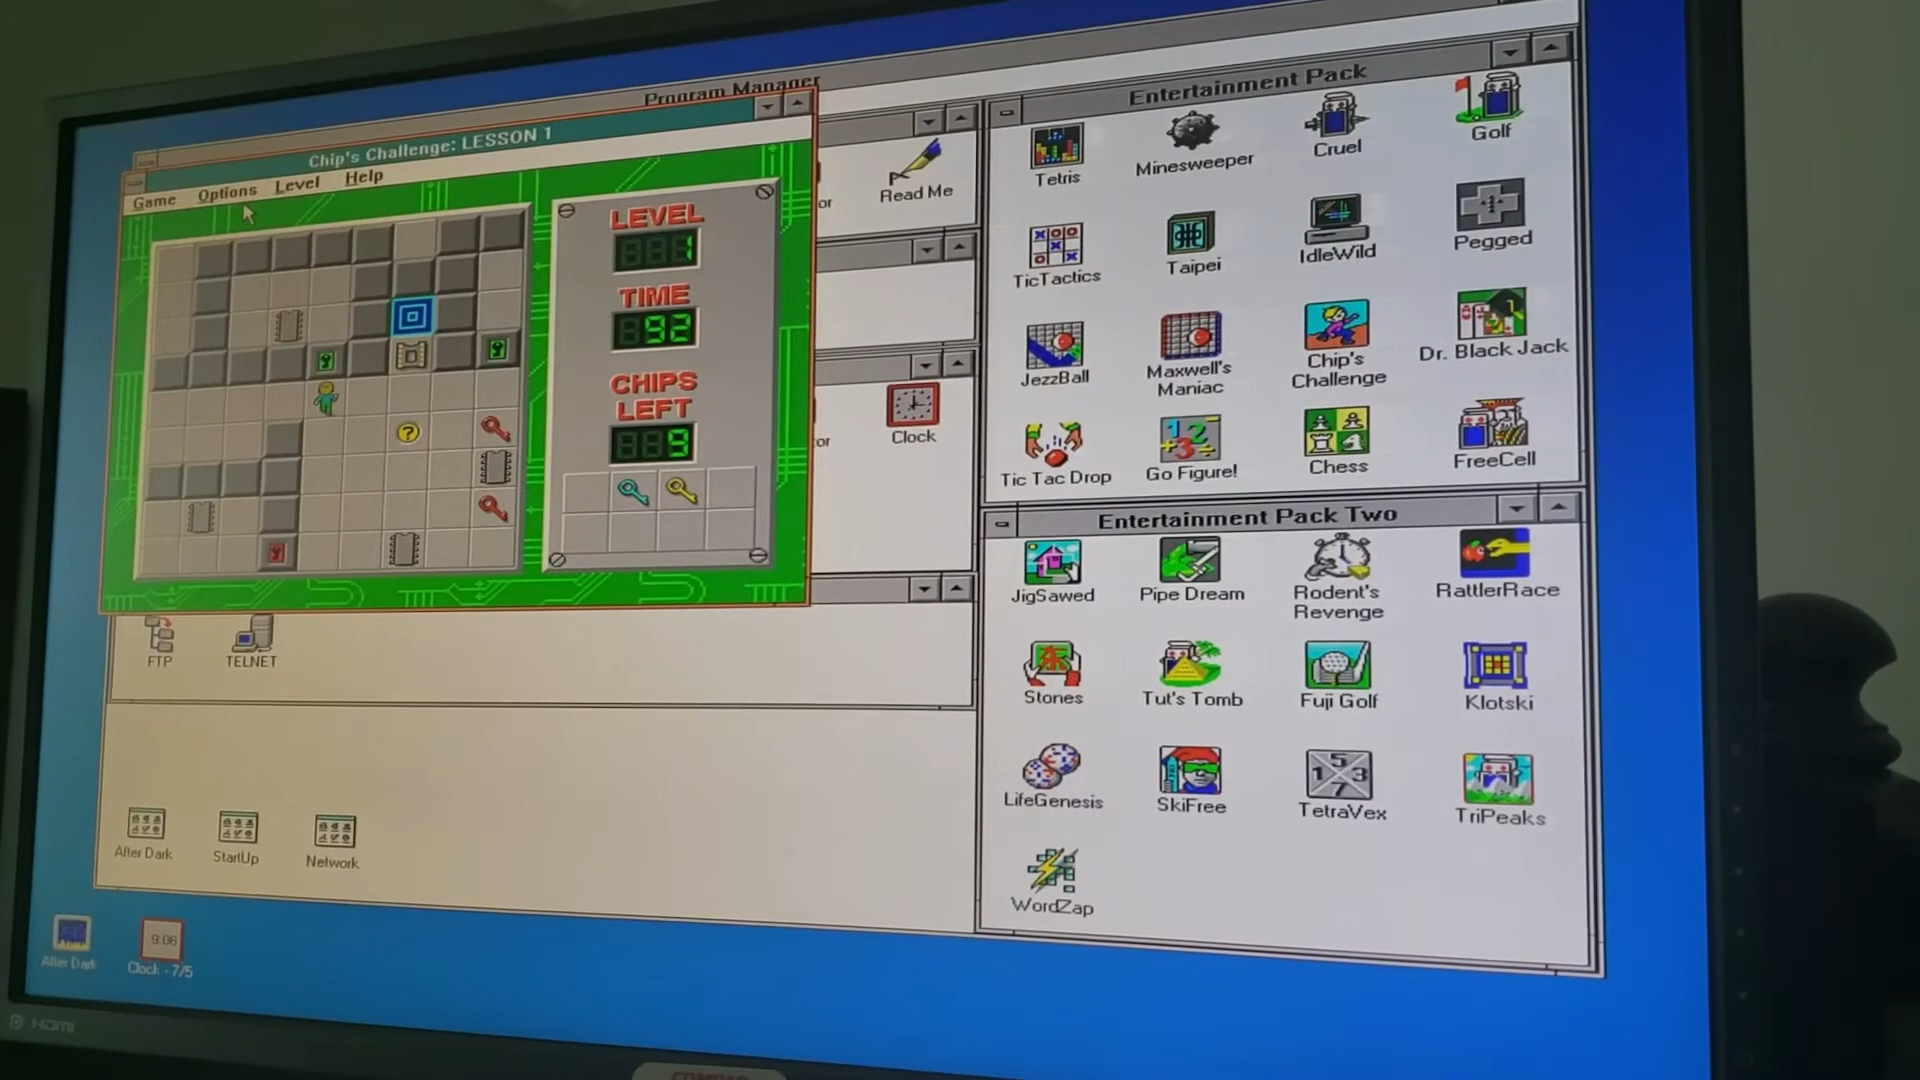 Program Manager
Chip's Challenge: LESSON 1
Game Options Level Help
LEVEL
1
TIME
92
CHIPS
LEFT
9
?
or
Read Me
or
Clock
FTP
TELNET
After Dark
StartUp
Network
After Dark
9:06
Clock - 7/5
Entertainment Pack
Tetris
Minesweeper
Cruel
Golf
TicTactics
Taipei
IdleWild
Pegged
JezzBall
Maxwell's
Maniac
Chip's
Challenge
Dr. Black Jack
Tic Tac Drop
Go Figure!
Chess
FreeCell
Entertainment Pack Two
JigSawed
Pipe Dream
Rodent's
Revenge
RattlerRace
Stones
Tut's Tomb
Fuji Golf
Klotski
LifeGenesis
SkiFree
TetraVex
TriPeaks
WordZap
HDMI